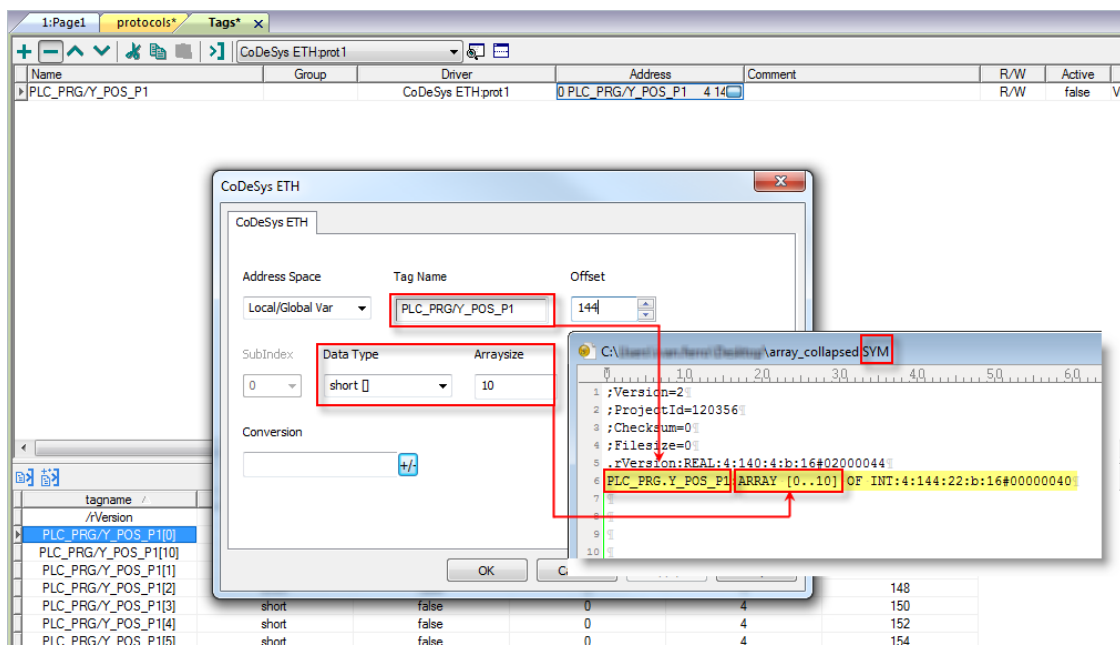 1:Page1 protocols* Tags* x
CoDeSys ETH:prot1
Name Group Driver Address Comment R/W Active V
PLC_PRG/Y_POS_P1 CoDeSys ETH:prot1 0 PLC_PRG/Y_POS_P1 4 14 R/W false V
CoDeSys ETH
CoDeSys ETH
Address Space Tag Name Offset
Local/Global Var PLC_PRG/Y_POS_P1 144
SubIndex Data Type Arraysize
0 short [] 10
Conversion
+/-
OK
C:\ \array_collapsed.SYM
0 10 20 30 40 50 60
1 ;Version=2
2 ;ProjectId=120356
3 ;Checksum=0
4 ;Filesize=0
5 .rVersion:REAL:4:140:4:b:16#02000044
6 PLC_PRG.Y_POS_P1:ARRAY [0..10] OF INT:4:144:22:b:16#00000040
7
8
9
10
tagname
/rVersion
PLC_PRG/Y_POS_P1[0]
PLC_PRG/Y_POS_P1[10]
PLC_PRG/Y_POS_P1[1]
PLC_PRG/Y_POS_P1[2] 148
PLC_PRG/Y_POS_P1[3] short false 0 4 150
PLC_PRG/Y_POS_P1[4] short false 0 4 152
PLC_PRG/Y_POS_P1[5] short false 0 4 154